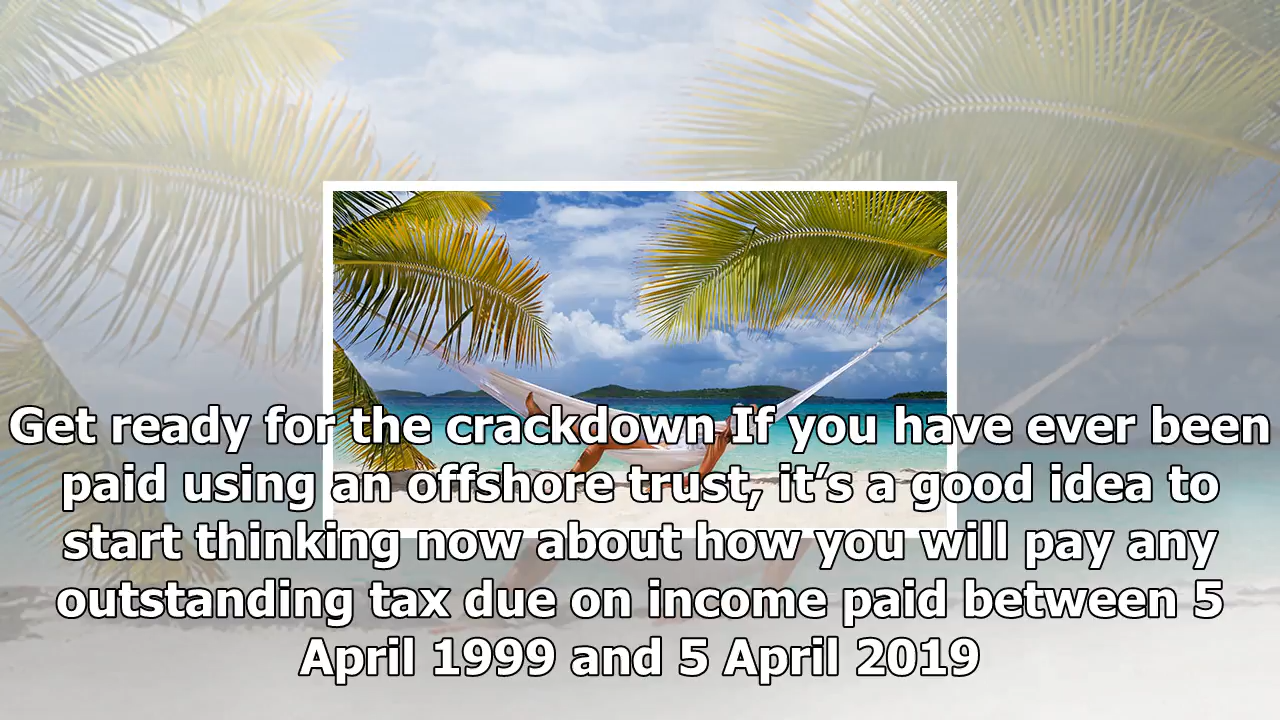 Get ready for the crackdown If you have ever been
paid using an offshore trust, it’s a good idea to
start thinking now about how you will pay any
outstanding tax due on income paid between 5
April 1999 and 5 April 2019